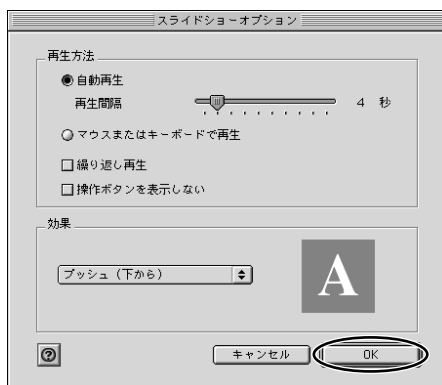 スライドショーオプション
再生方法
自動再生
再生間隔 4 秒
マウスまたはキーボードで再生
繰り返し再生
操作ボタンを表示しない
効果
プッシュ (下から)
A
? キャンセル OK